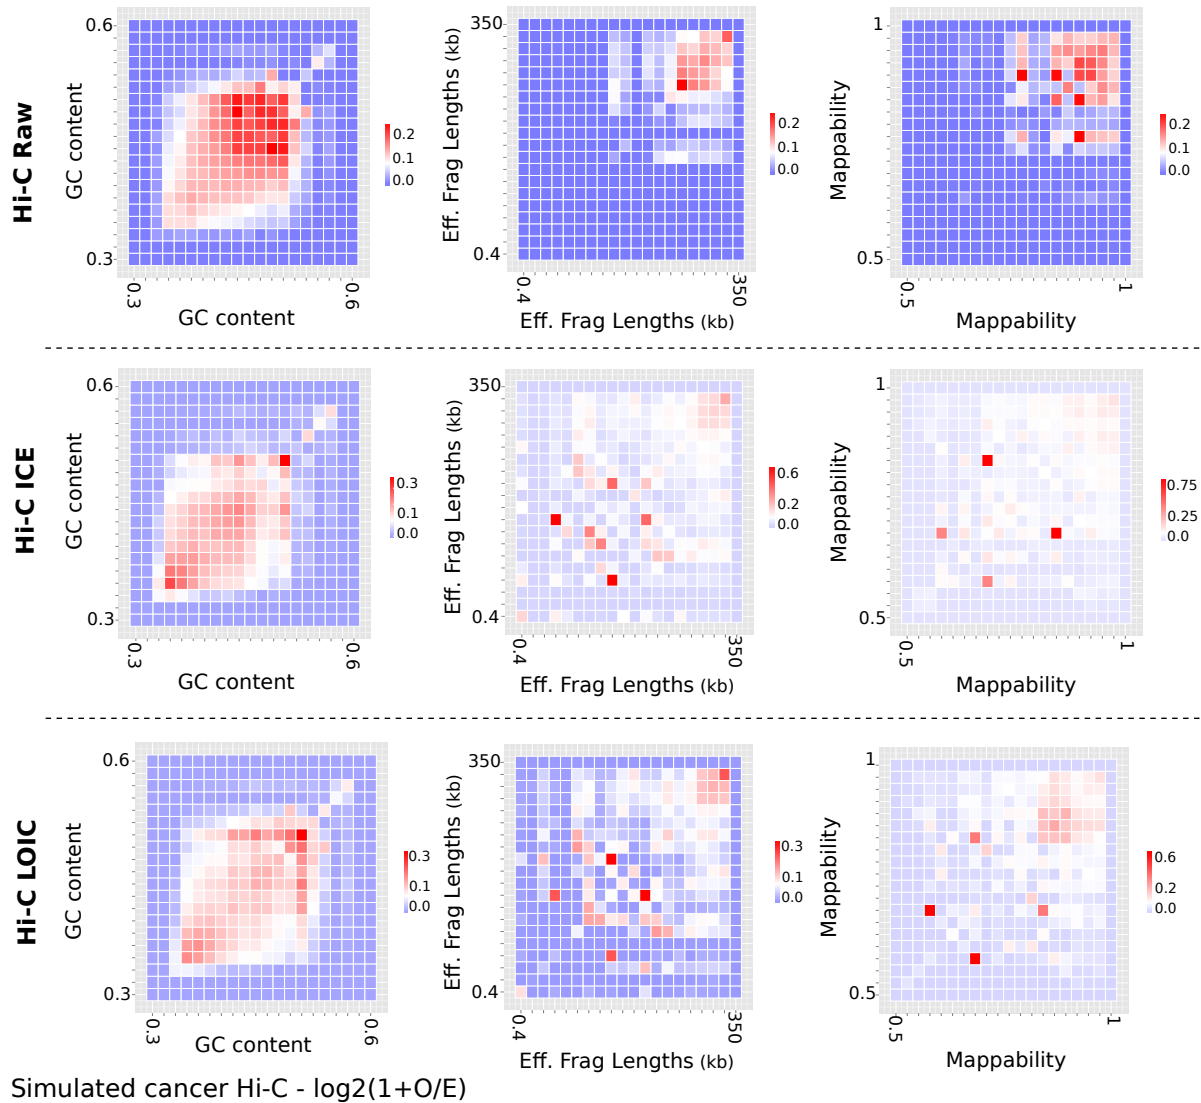 Hi-C Raw
GC content
0.6
0.3
0.3
0.6
GC content
0.2
0.1
0.0
Eff. Frag Lengths (kb)
350
0.4
0.4
350
Eff. Frag Lengths (kb)
0.2
0.1
0.0
Mappability
1
0.5
0.5
1
Mappability
0.2
0.1
0.0
Hi-C ICE
GC content
0.6
0.3
0.3
0.6
GC content
0.3
0.1
0.0
Eff. Frag Lengths (kb)
350
0.4
0.4
350
Eff. Frag Lengths (kb)
0.6
0.2
0.0
Mappability
1
0.5
0.5
1
Mappability
0.75
0.25
0.0
Hi-C LOIC
GC content
0.6
0.3
0.3
0.6
GC content
0.3
0.1
0.0
Eff. Frag Lengths (kb)
350
0.4
0.4
350
Eff. Frag Lengths (kb)
0.3
0.1
0.0
Mappability
1
0.5
0.5
1
Mappability
0.6
0.2
0.0
Simulated cancer Hi-C - log2(1+O/E)